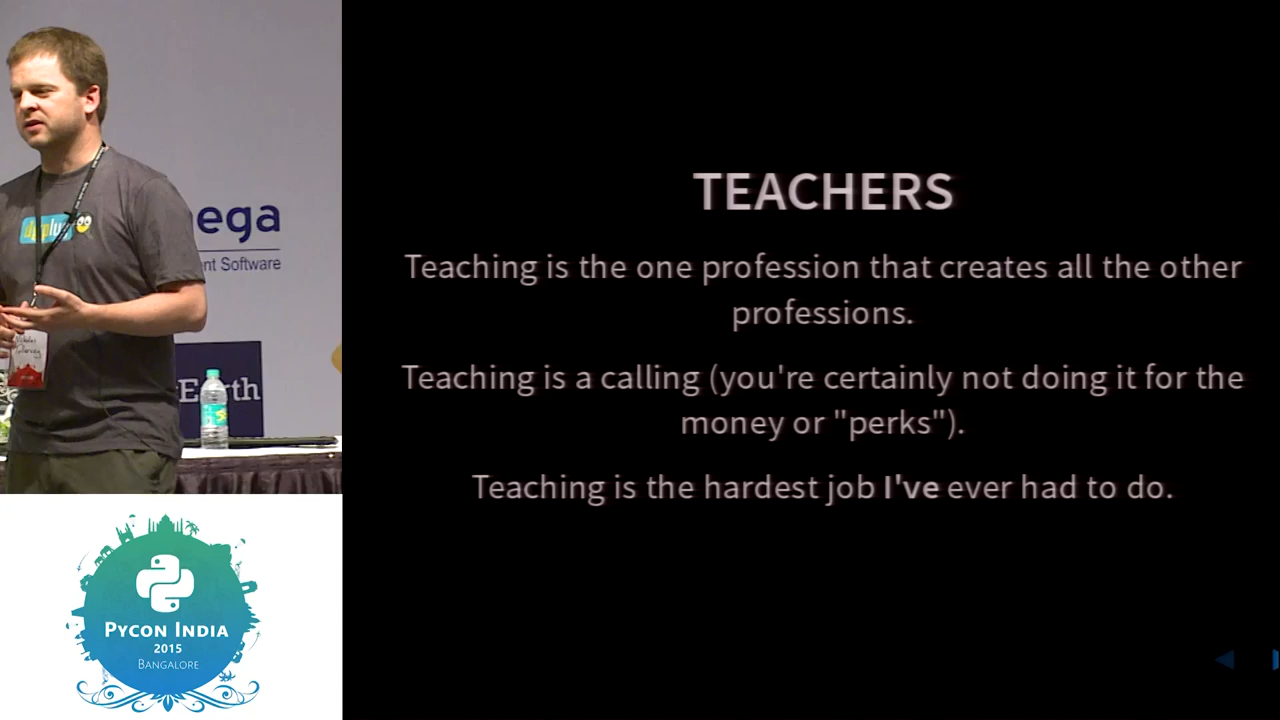 TEACHERS
Teaching is the one profession that creates all the other
professions.
Teaching is a calling (you're certainly not doing it for the
money or "perks").
Teaching is the hardest job I've ever had to do.
ega
nt Software
E rth
PYCON INDIA
2015
BANGALORE